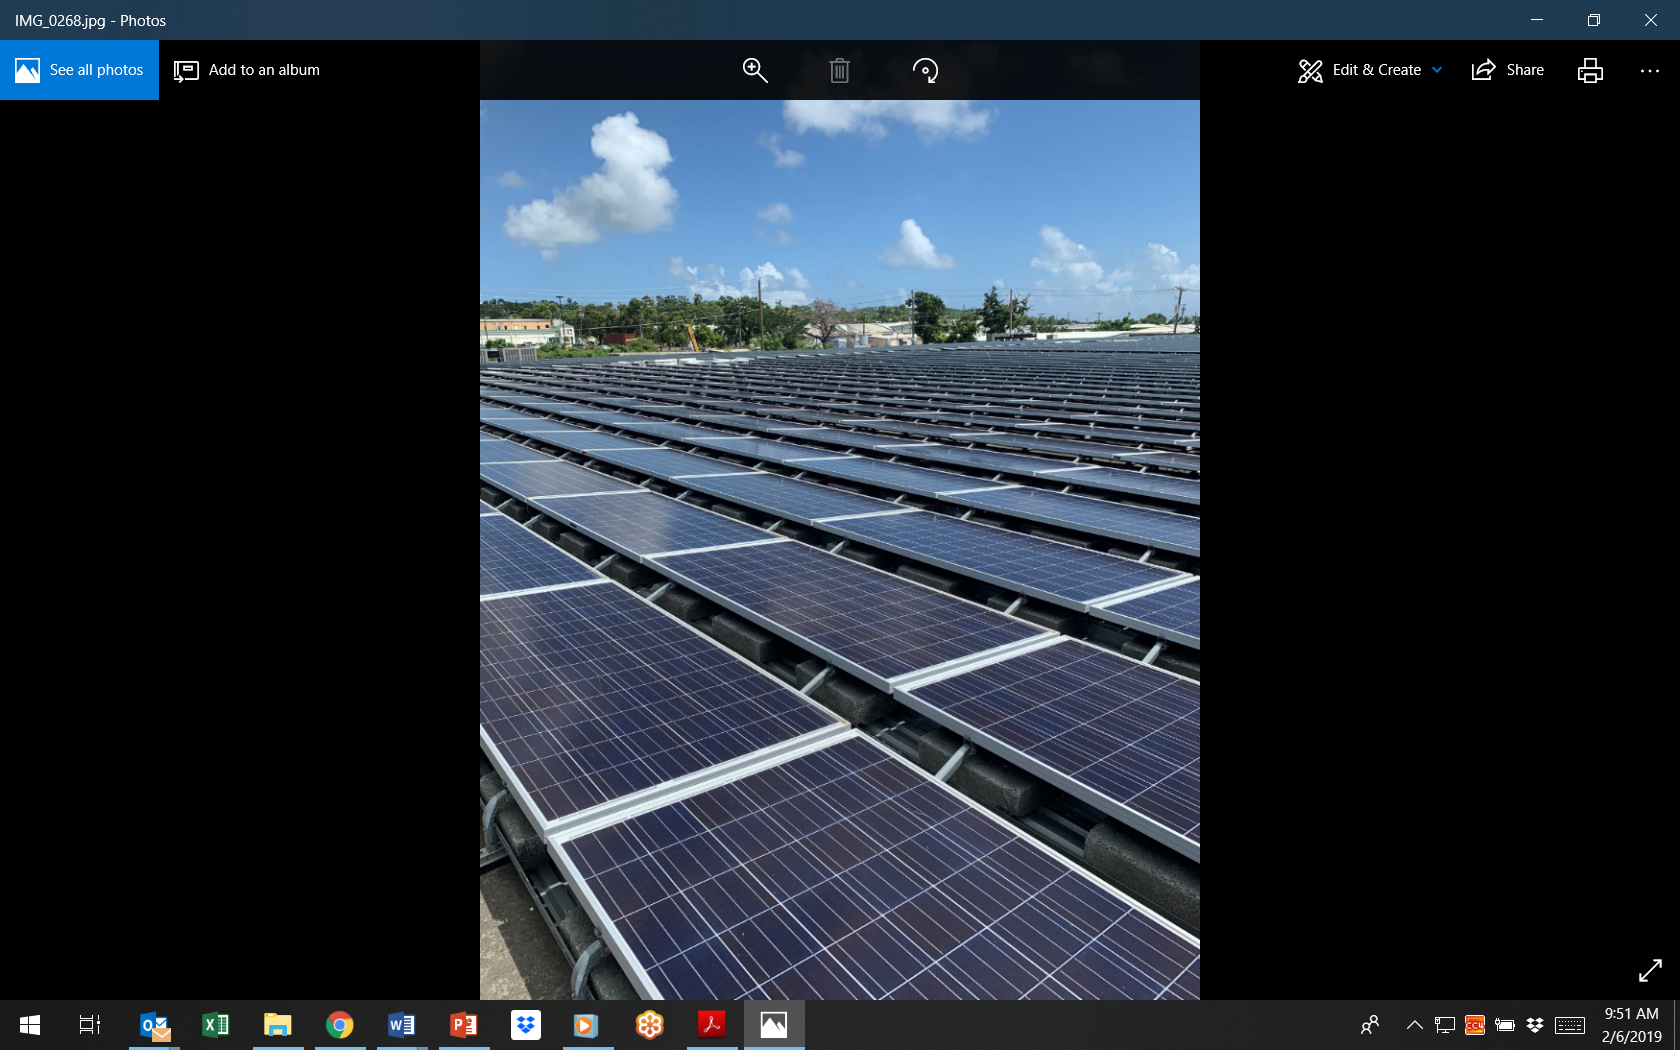 IMG_0268.jpg - Photos
See all photos
Add to an album
Edit & Create
Share
9:51 AM
2/6/2019